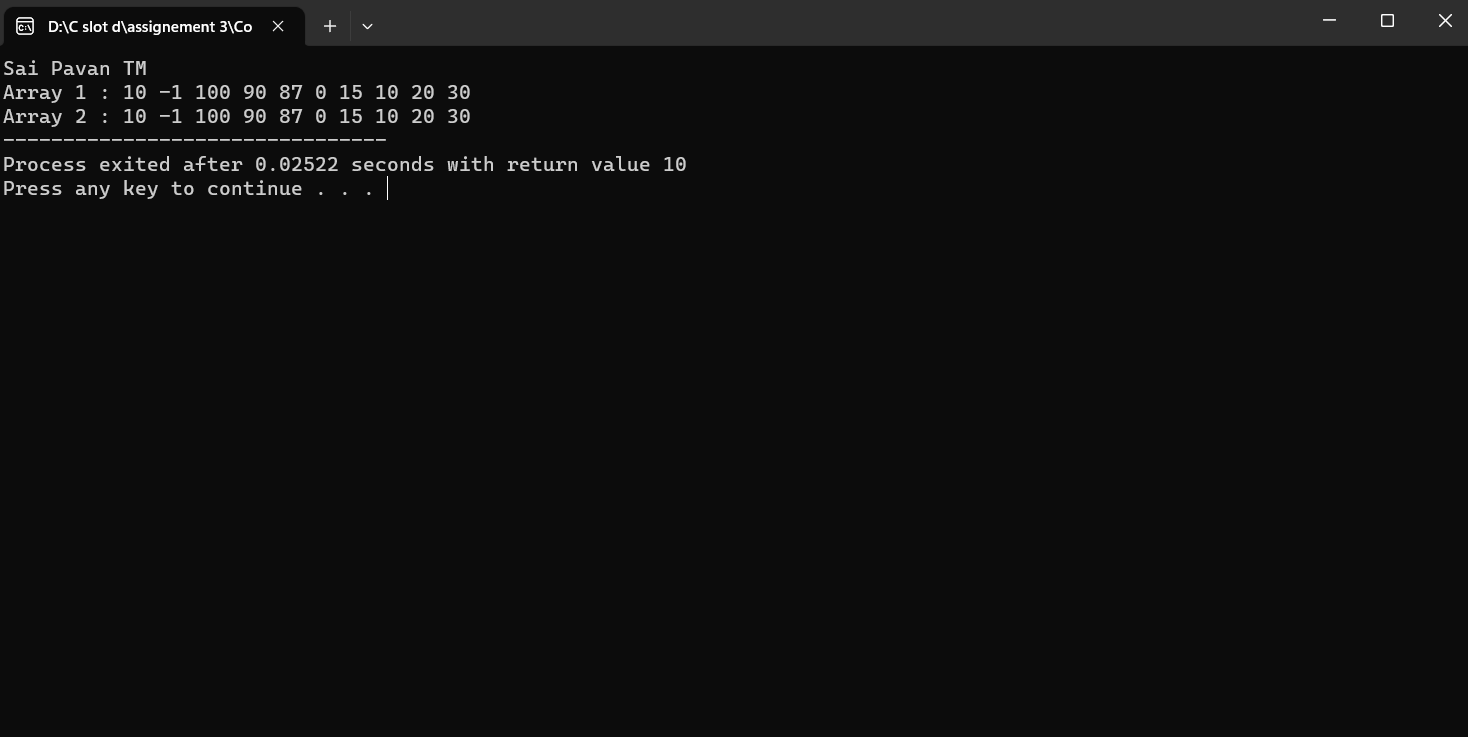 D:\C slot d\assignement 3\Co
Sai Pavan TM
Array 1 : 10 -1 100 90 87 0 15 10 20 30
Array 2 : 10 -1 100 90 87 0 15 10 20 30
--------------------------------
Process exited after 0.02522 seconds with return value 10
Press any key to continue . . .